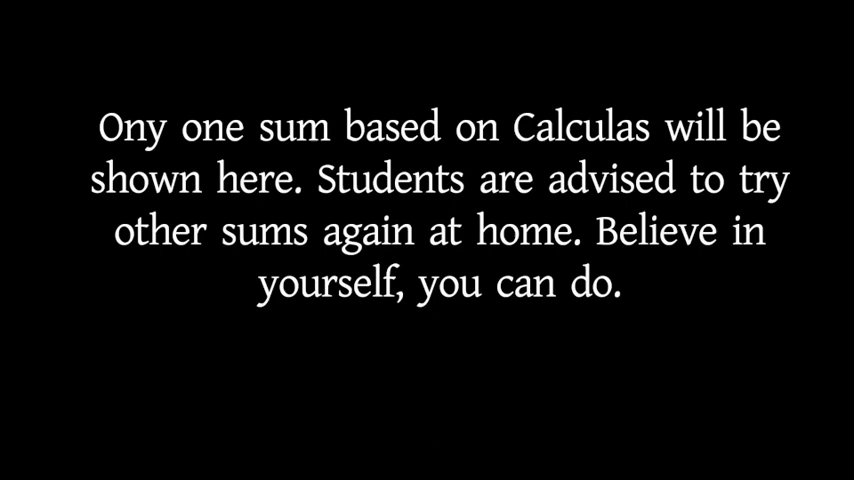 Ony one sum based on Calculas will be
shown here. Students are advised to try
other sums again at home. Believe in
yourself, you can do.